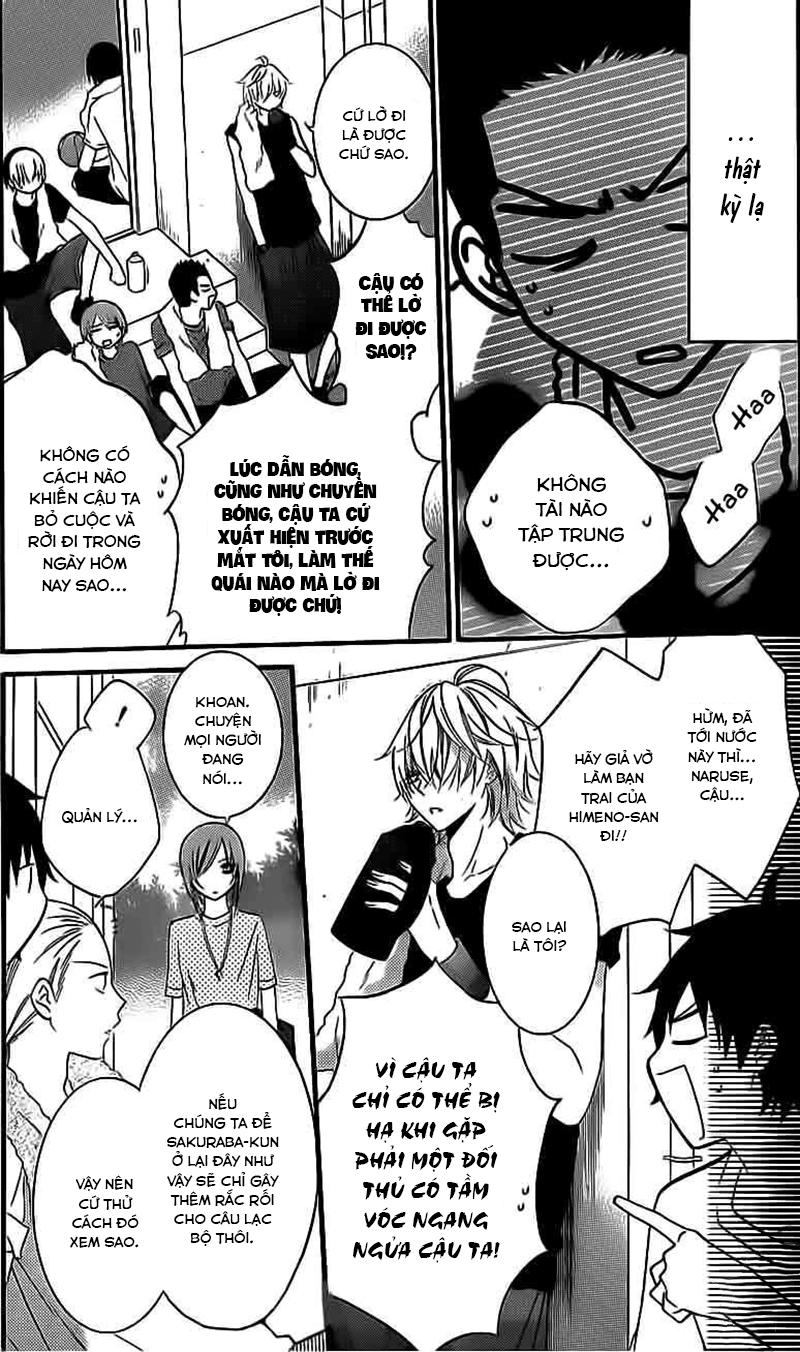 ...
thật
kỳ lạ
Haa
Haa
KHÔNG
TÀI NÀO
TẬP TRUNG
ĐƯỢC...
CỨ LỜ ĐI
LÀ ĐƯỢC
CHỨ SAO.
CẬU CÓ
THỂ LỜ
ĐI ĐƯỢC
SAO!?
LÚC DẪN BÓNG,
CŨNG NHƯ CHUYỀN
BÓNG, CẬU TA CỨ
XUẤT HIỆN TRƯỚC
MẮT TÔI, LÀM THẾ
QUÁI NÀO MÀ LỜ ĐI
ĐƯỢC CHỨ!
KHÔNG CÓ
CÁCH NÀO
KHIẾN CẬU TA
BỎ CUỘC VÀ
RỜI ĐI TRONG
NGÀY HÔM
NAY SAO...
HỪM, ĐÃ
TỚI NƯỚC
NÀY THÌ...
NARUSE,
CẬU...
HÃY GIẢ VỜ
LÀM BẠN
TRAI CỦA
HIMENO-SAN
ĐI!!
SAO LẠI
LÀ TÔI?
VÌ CẬU TA
CHỈ CÓ THỂ BỊ
HẠ KHI GẶP
PHẢI MỘT ĐỐI
THỦ CÓ TẦM
VÓC NGANG
NGỬA CẬU TA!
KHOAN.
CHUYỆN
MỌI NGƯỜI
ĐANG
NÓI...
!
QUẢN LÝ...
NẾU
CHÚNG TA ĐỂ
SAKURABA-KUN
Ở LẠI ĐÂY NHƯ
VẬY SẼ CHỈ GÂY
THÊM RẮC RỐI
CHO CÂU LẠC
BỘ THÔI.
VẬY NÊN
CỨ THỬ
CÁCH ĐÓ
XEM SAO.